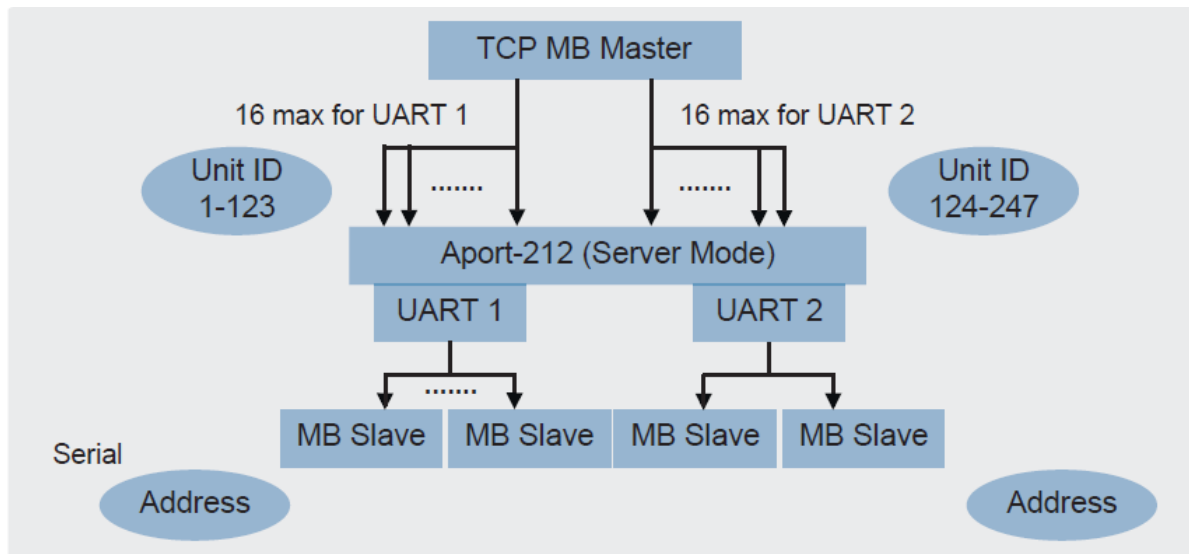 TCP MB Master
16 max for UART 1
16 max for UART 2
Unit ID
1-123
.......
.......
Unit ID
124-247
Aport-212 (Server Mode)
UART 1
UART 2
.......
MB Slave
MB Slave
MB Slave
MB Slave
Serial
Address
Address